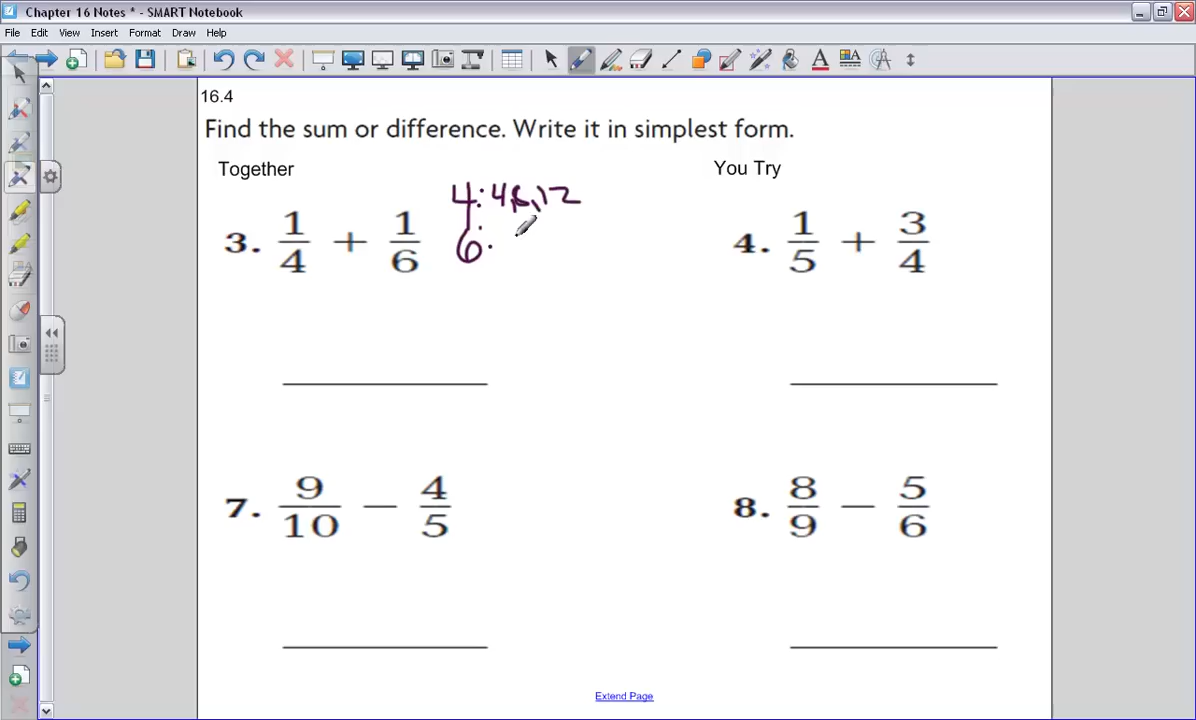 Chapter 16 Notes * - SMART Notebook
File Edit View Insert Format Draw Help
16.4
Find the sum or difference. Write it in simplest form.
Together
You Try
4: 4, 8, 12
6:
3. 1/4 + 1/6
4. 1/5 + 3/4
7. 9/10 − 4/5
8. 8/9 − 5/6
Extend Page